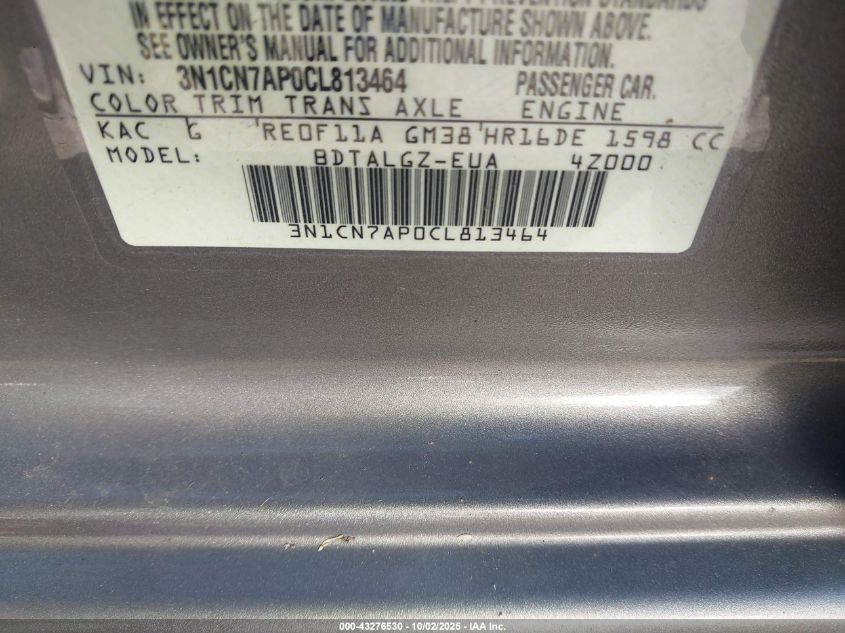 IN EFFECT ON THE DATE OF MANUFACTURE SHOWN ABOVE.
SEE OWNER'S MANUAL FOR ADDITIONAL INFORMATION.
VIN: 3N1CN7AP0CL813464 PASSENGER CAR.
COLOR TRIM TRANS AXLE ENGINE
KAC G RE0F11A GM38 HR16DE 1598 CC
MODEL: BDTALGZ-EUA 4Z000
3N1CN7AP0CL813464
000-43276530 - 10/02/2025 - IAA Inc.